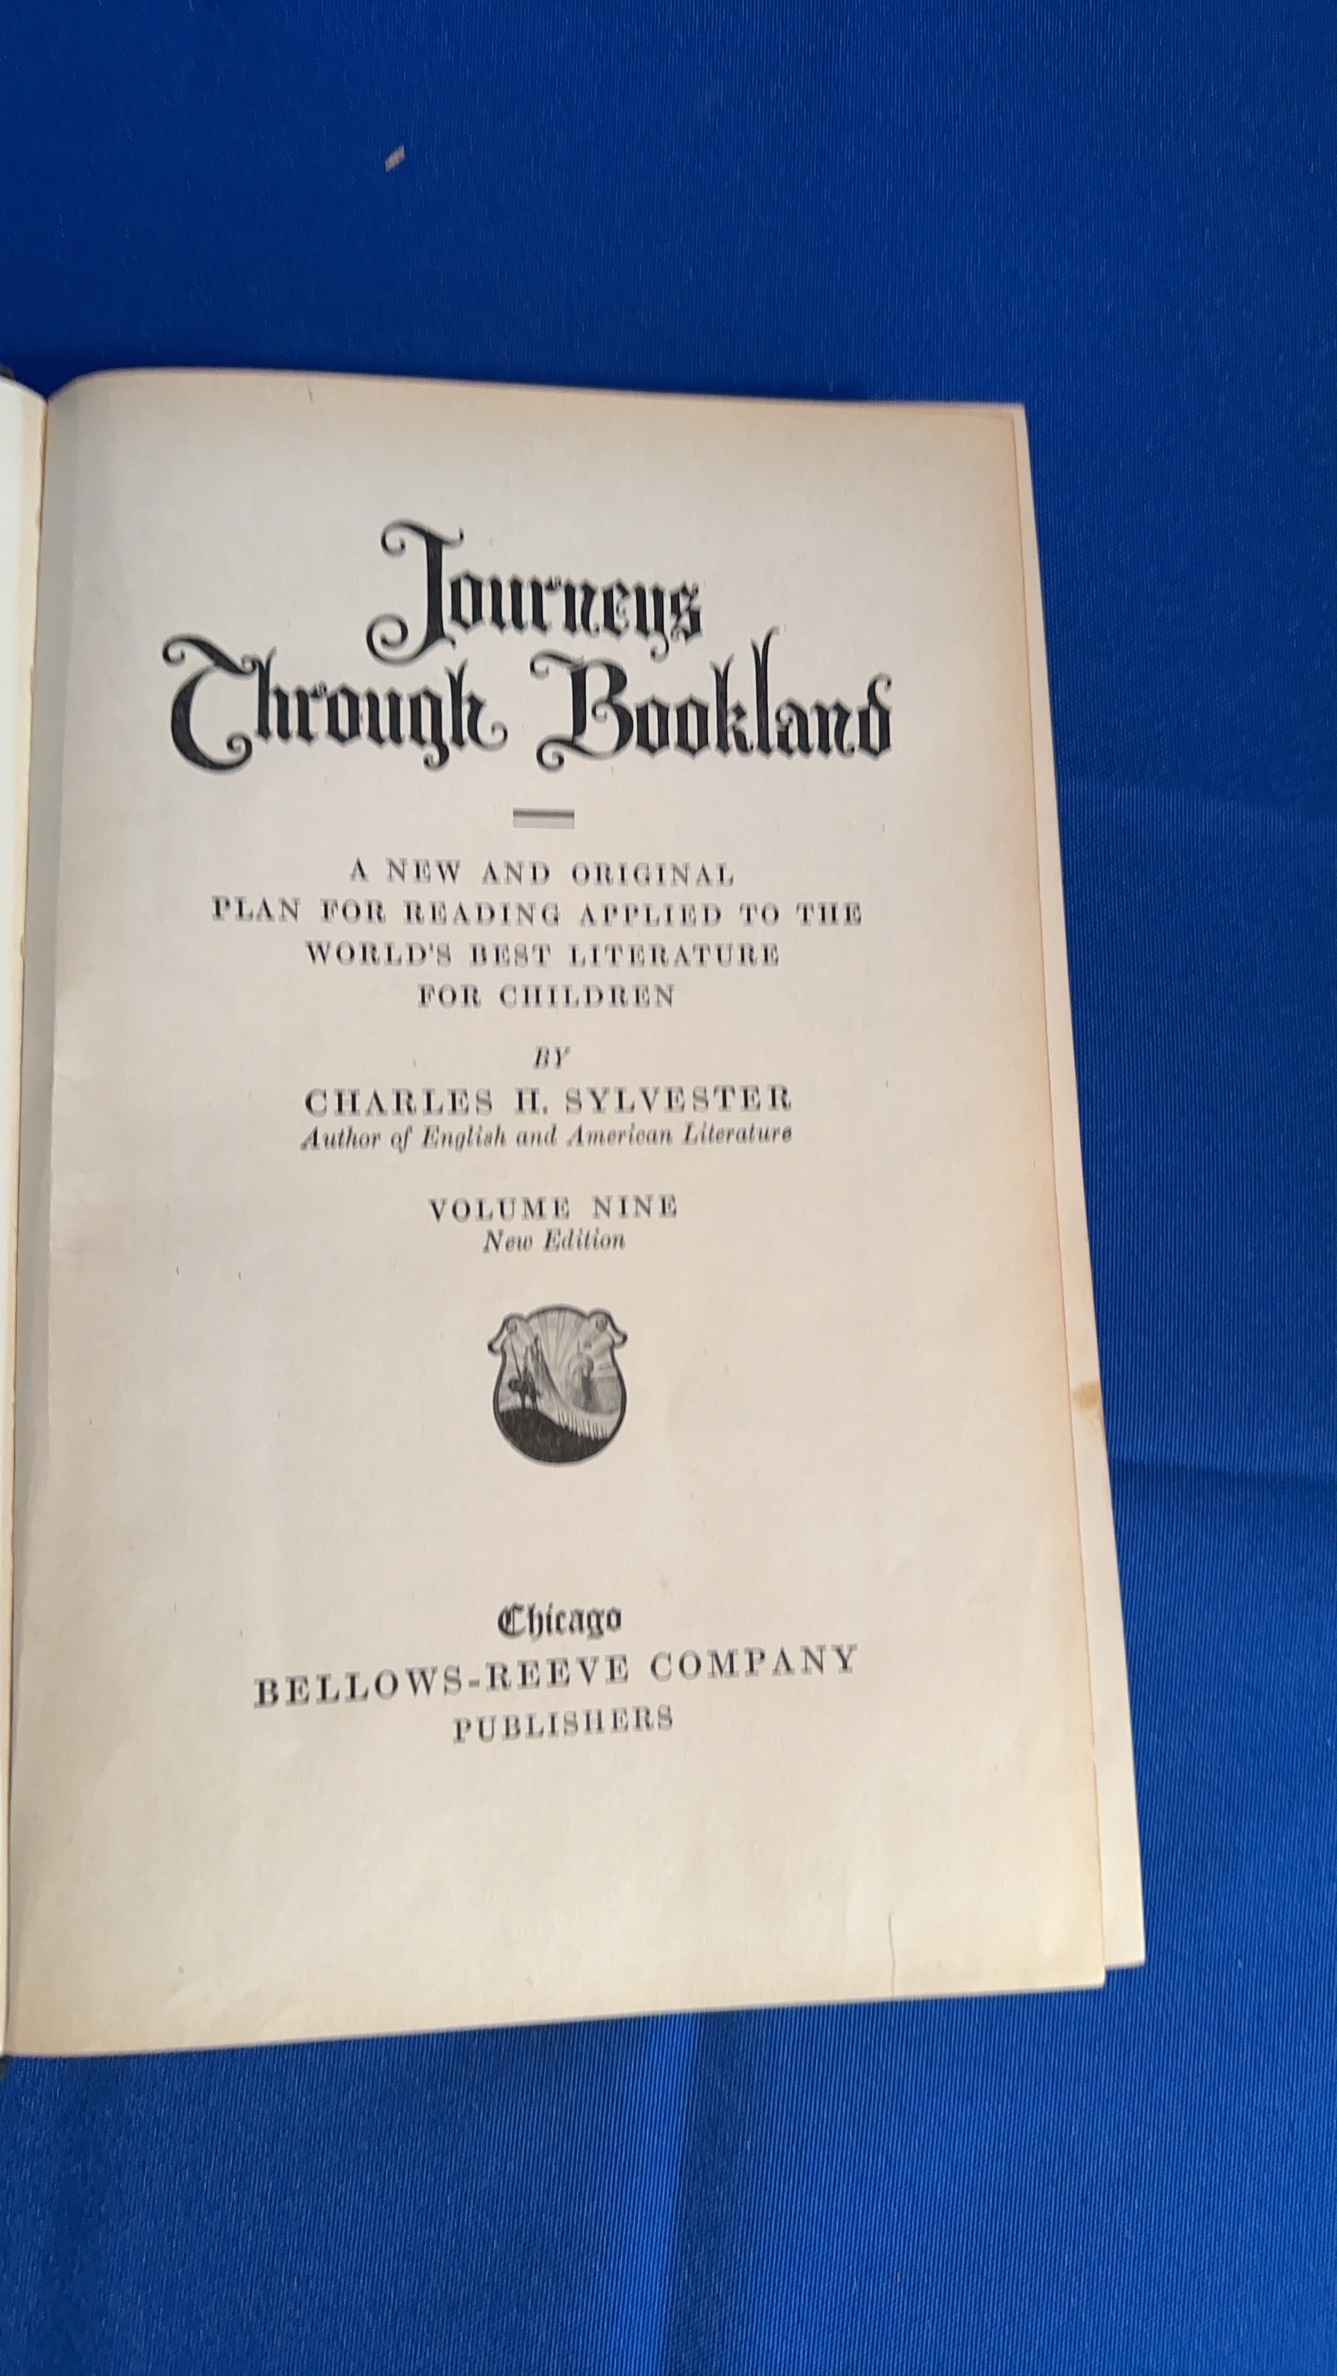 Journeys
Through Bookland
A NEW AND ORIGINAL
PLAN FOR READING APPLIED TO THE
WORLD'S BEST LITERATURE
FOR CHILDREN
BY
CHARLES H. SYLVESTER
Author of English and American Literature
VOLUME NINE
New Edition
Chicago
BELLOWS-REEVE COMPANY
PUBLISHERS